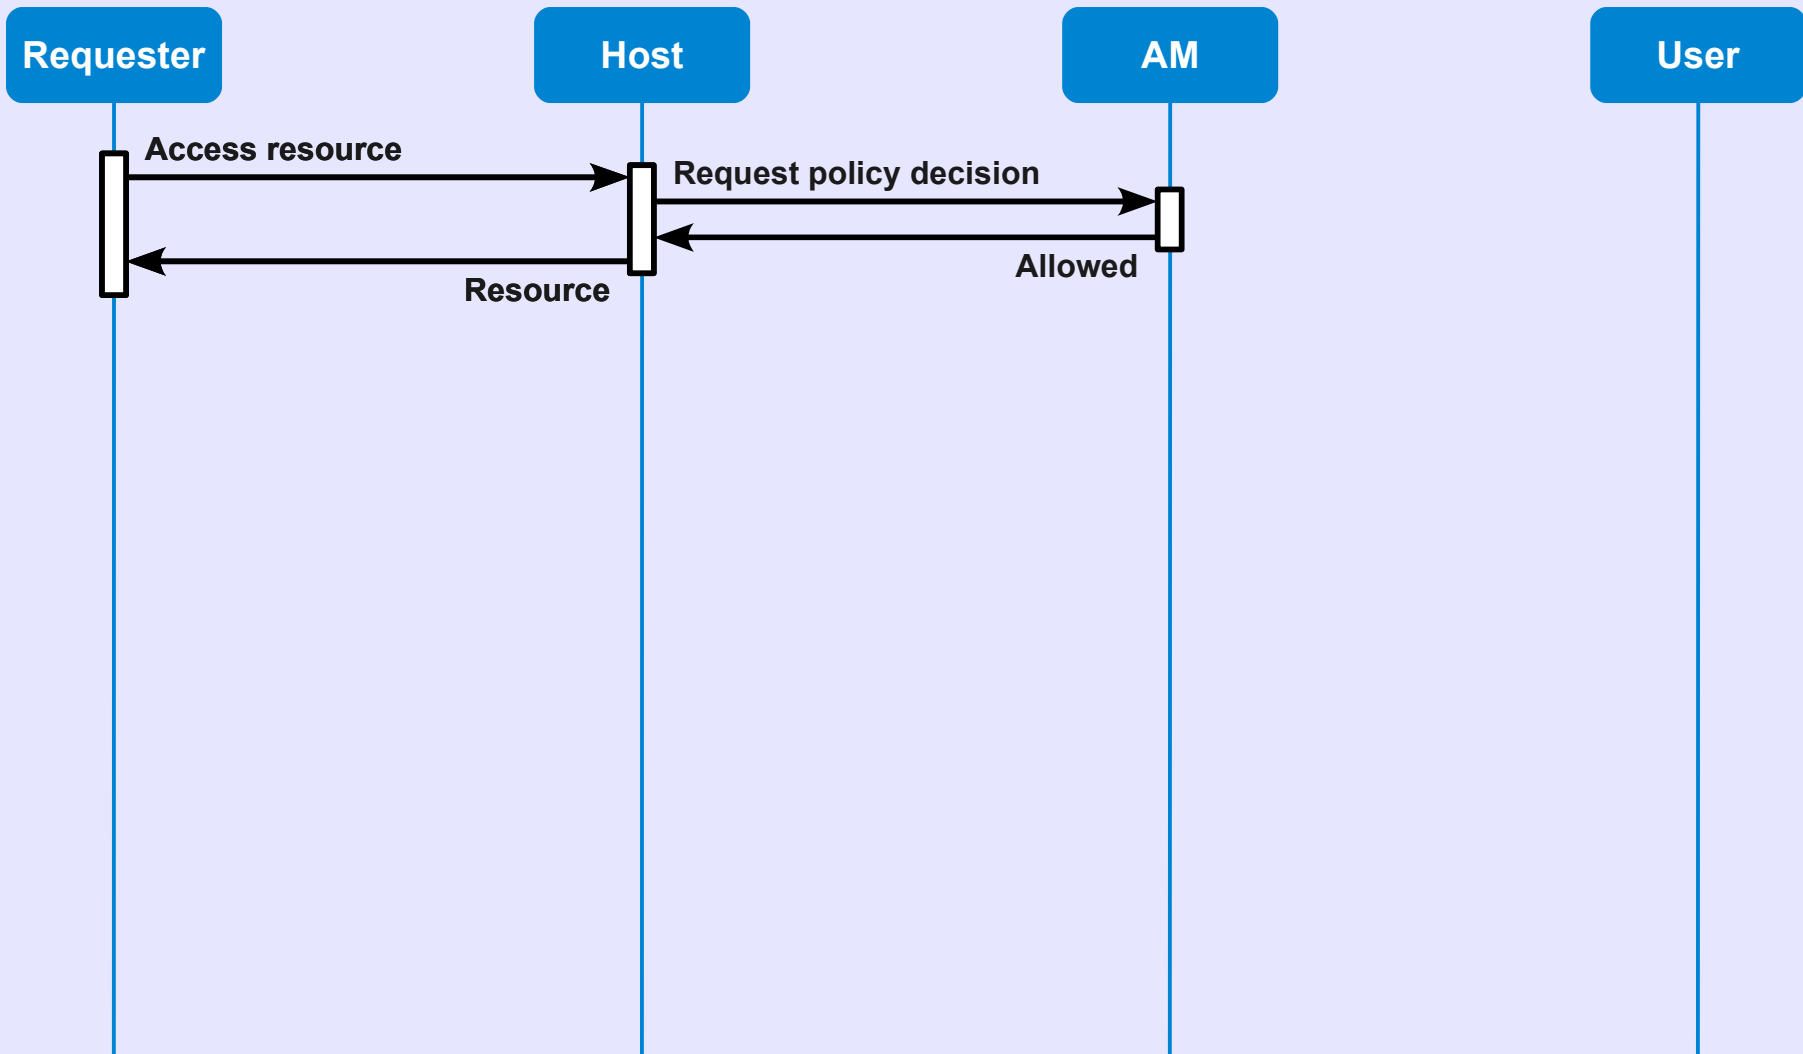 Requester
Host
AM
User
Access resource
Request policy decision
Allowed
Resource